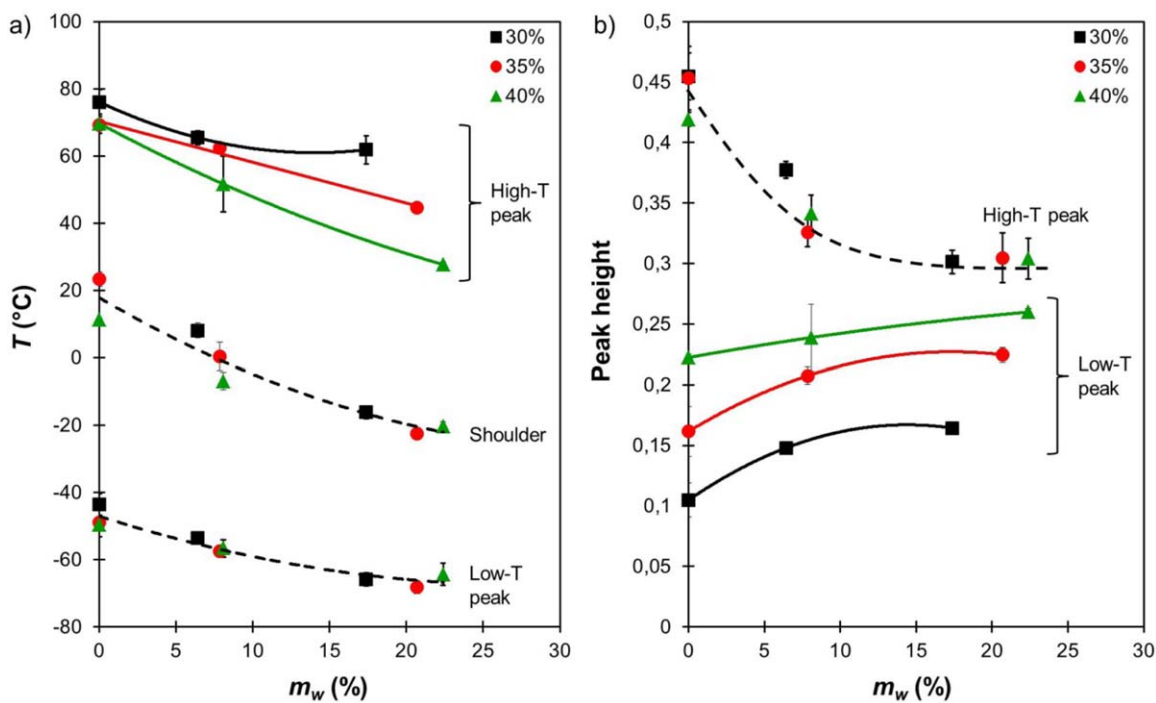 a)
100
80
60
40
20
0
-20
-40
-60
-80
T (°C)
0 5 10 15 20 25 30
m_w (%)
30%
35%
40%
High-T
peak
Shoulder
Low-T
peak
b)
0,5
0,45
0,4
0,35
0,3
0,25
0,2
0,15
0,1
0,05
0
Peak height
0 5 10 15 20 25 30
m_w (%)
30%
35%
40%
High-T peak
Low-T
peak